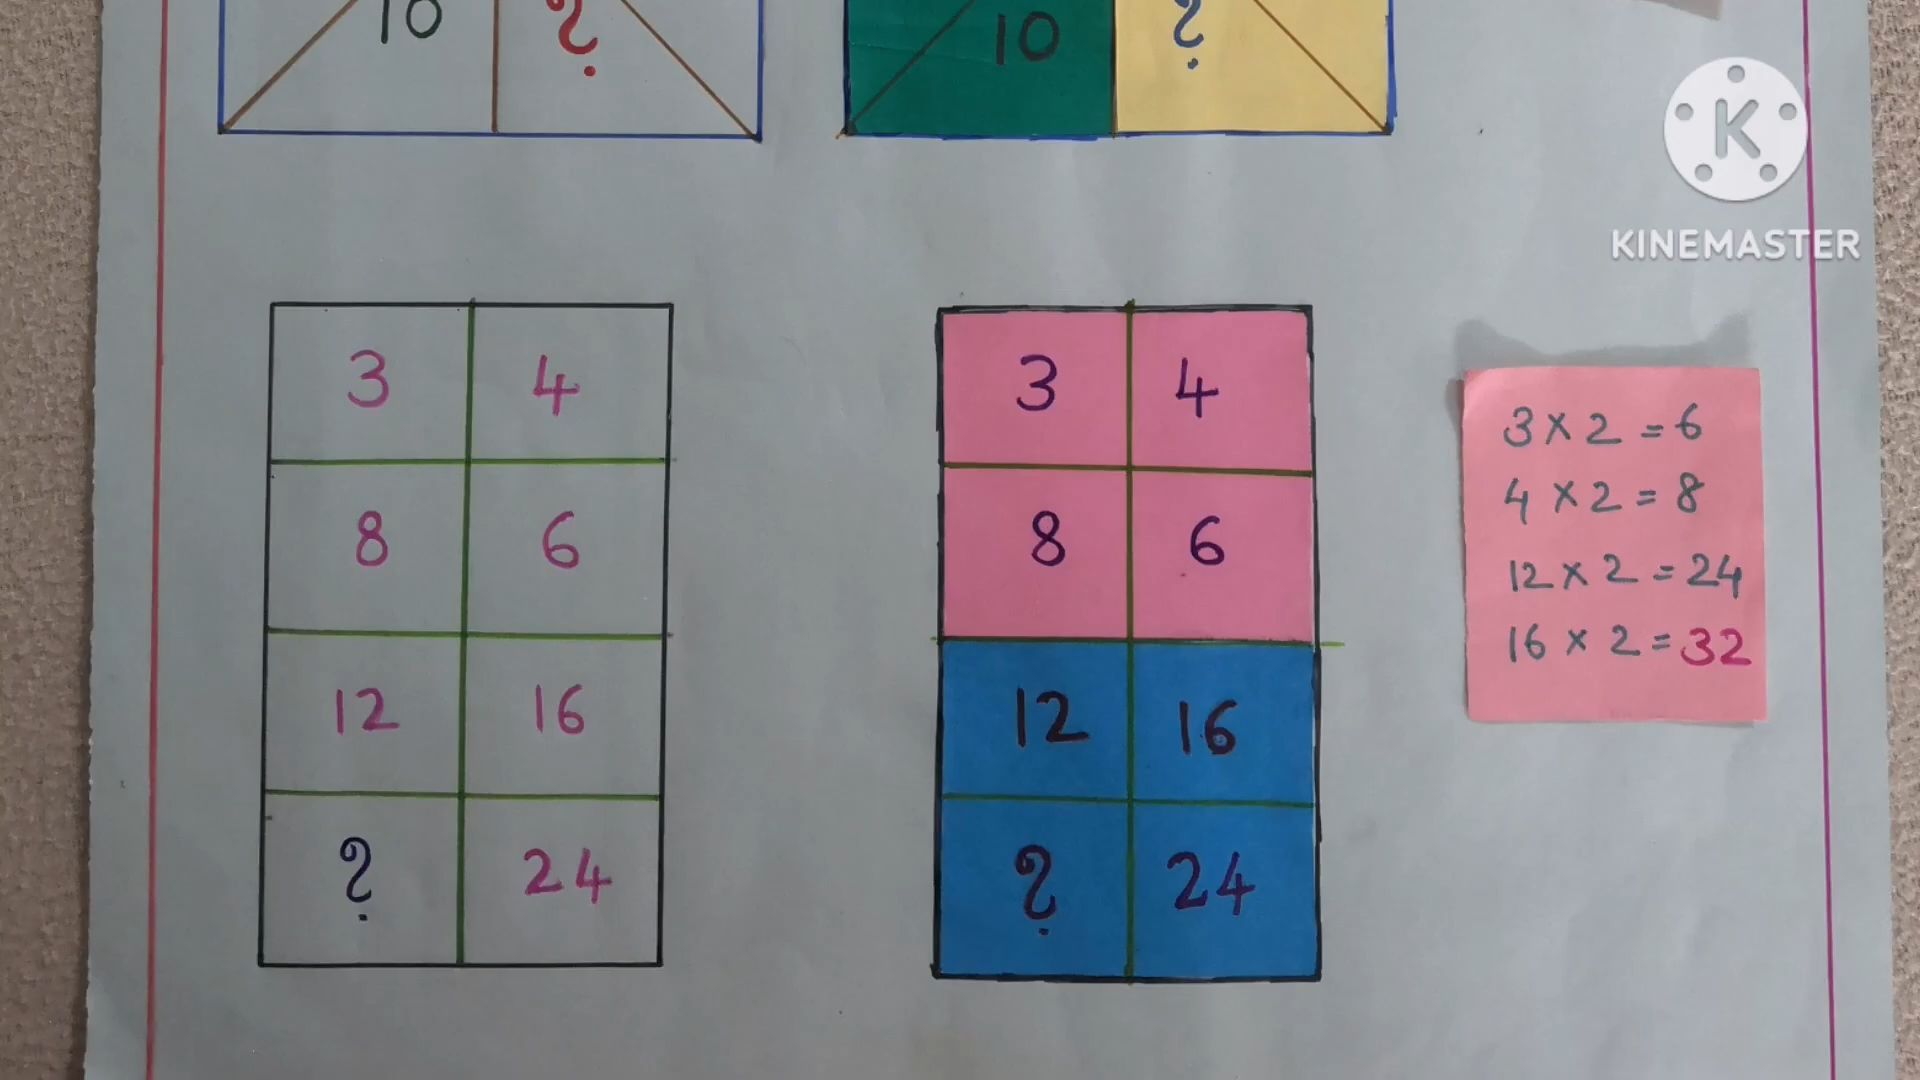 10 ?
10 ?
K
KINEMASTER
3 4
8 6
12 16
? 24
3 4
8 6
12 16
? 24
3 × 2 = 6
4 × 2 = 8
12 × 2 = 24
16 × 2 = 32